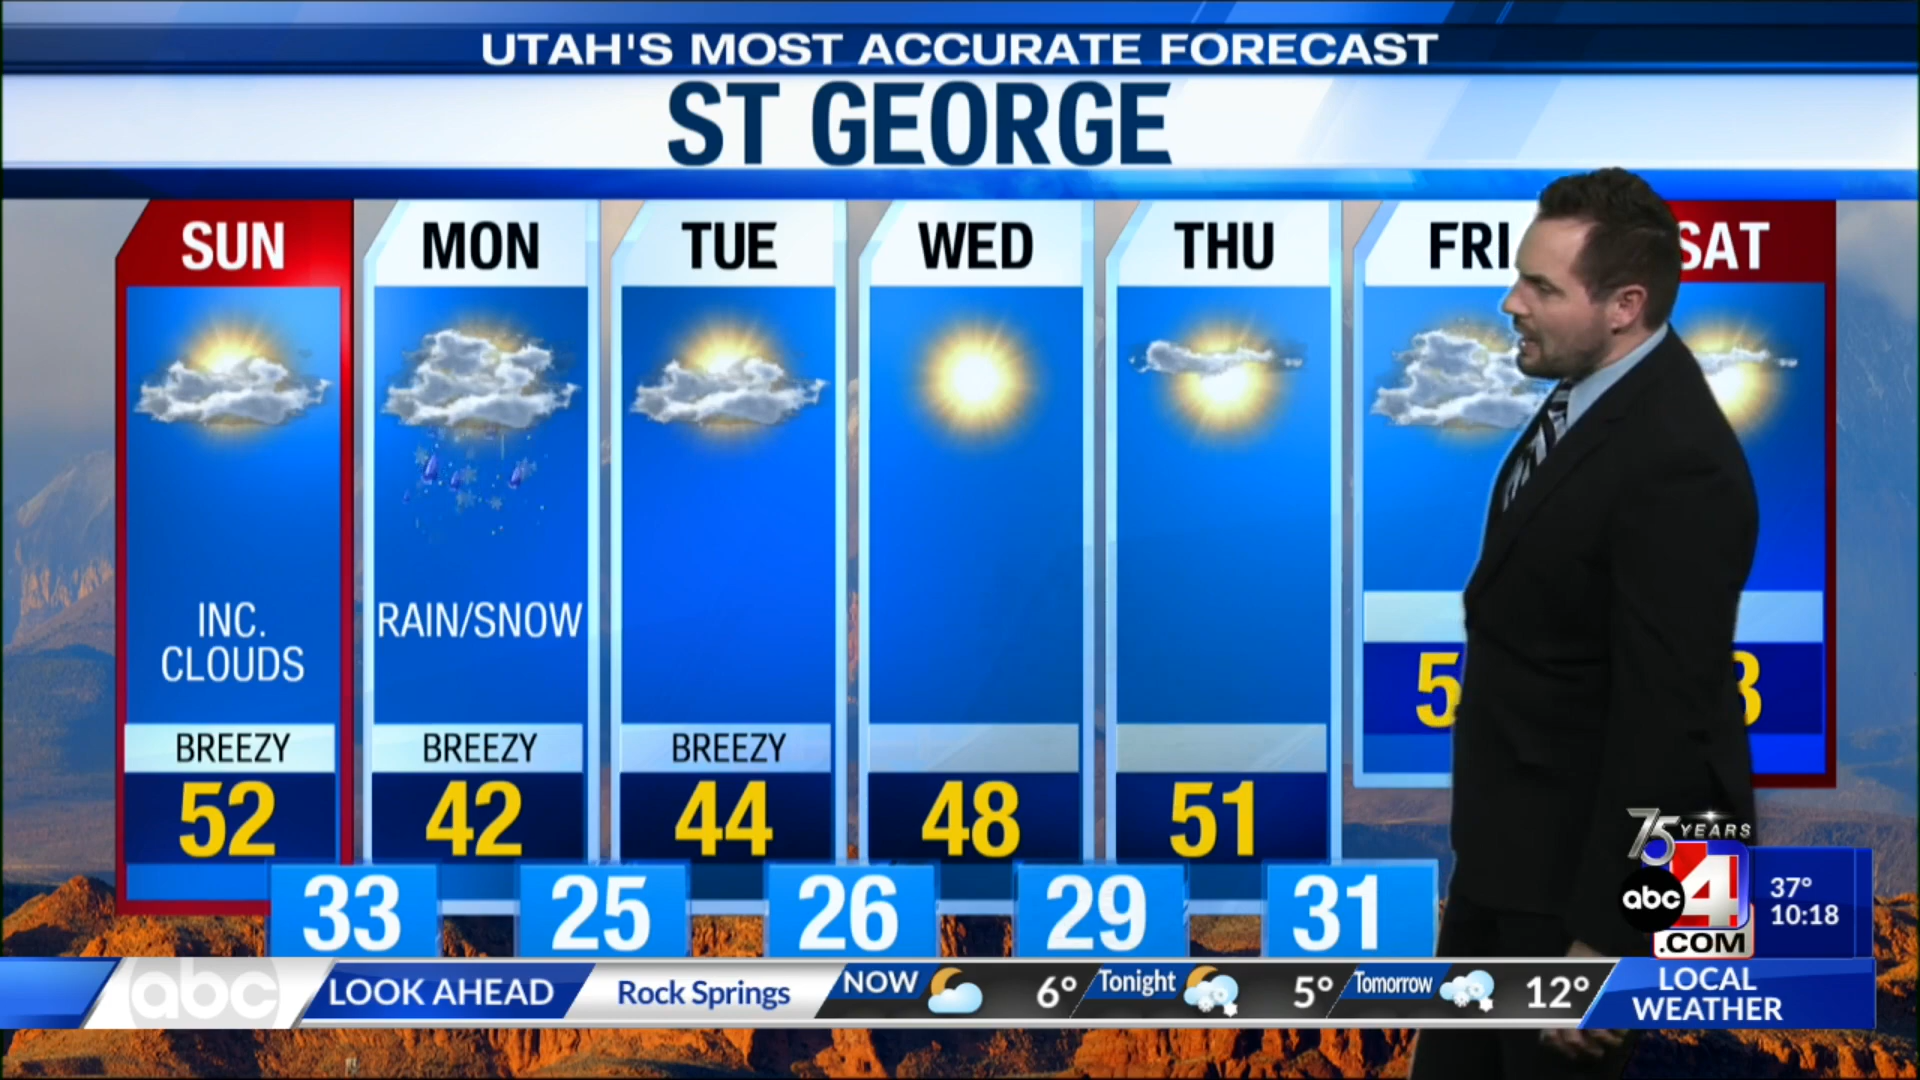 UTAH'S MOST ACCURATE FORECAST
ST GEORGE
SUN MON TUE WED THU FRI SAT
INC.
CLOUDS
RAIN/SNOW
BREEZY BREEZY BREEZY
52 42 44 48 51
33 25 26 29 31
75 YEARS
abc 4
.COM
37°
10:18
abc LOOK AHEAD Rock Springs NOW 6° Tonight 5° Tomorrow 12°
LOCAL
WEATHER